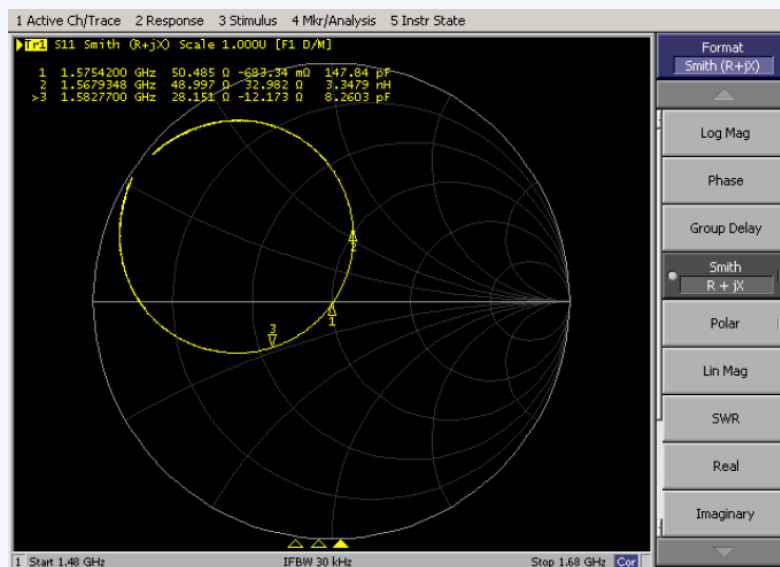 1 Active Ch/Trace 2 Response 3 Stimulus 4 Mkr/Analysis 5 Instr State
Tr1 S11 Smith (R+jX) Scale 1.000U [F1 D/M]
1 1.5754200 GHz 50.485 Ω -683.34 mΩ 147.84 pF
2 1.5679348 GHz 48.997 Ω 32.982 Ω 3.3479 nH
>3 1.5827700 GHz 28.151 Ω -12.173 Ω 8.2603 pF
2
1
3
Format
Smith (R+jX)
Log Mag
Phase
Group Delay
Smith
R + jX
Polar
Lin Mag
SWR
Real
Imaginary
1 Start 1.48 GHz IFBW 30 kHz Stop 1.68 GHz Cor